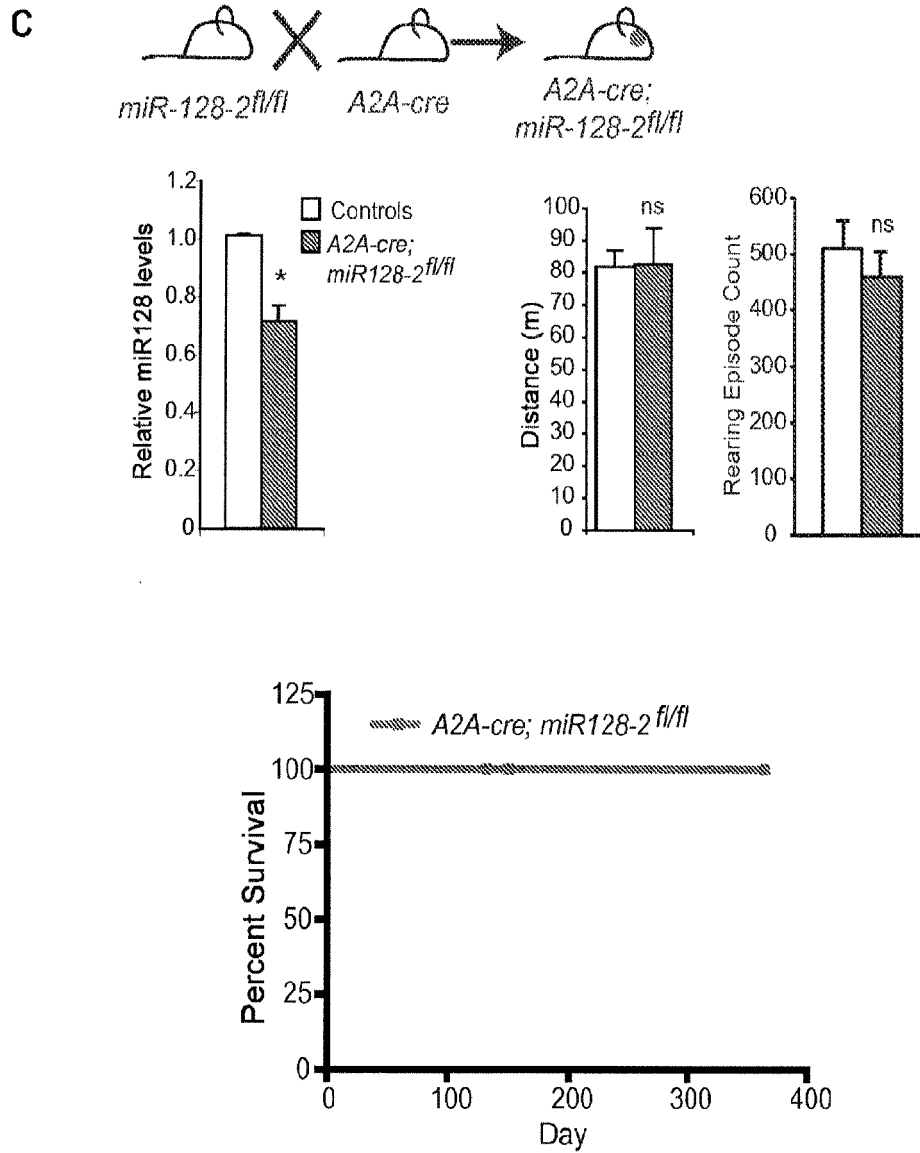 C
miR-128-2fl/fl
A2A-cre
A2A-cre;
miR-128-2fl/fl
Relative miR128 levels
1.2
1.0
0.8
0.6
0.4
0.2
0
*
Controls
A2A-cre;
miR128-2fl/fl
Distance (m)
100
90
80
70
60
50
40
30
20
10
0
ns
Rearing Episode Count
600
500
400
300
200
100
0
ns
Percent Survival
125
100
75
50
25
0
A2A-cre; miR128-2 fl/fl
0 100 200 300 400
Day